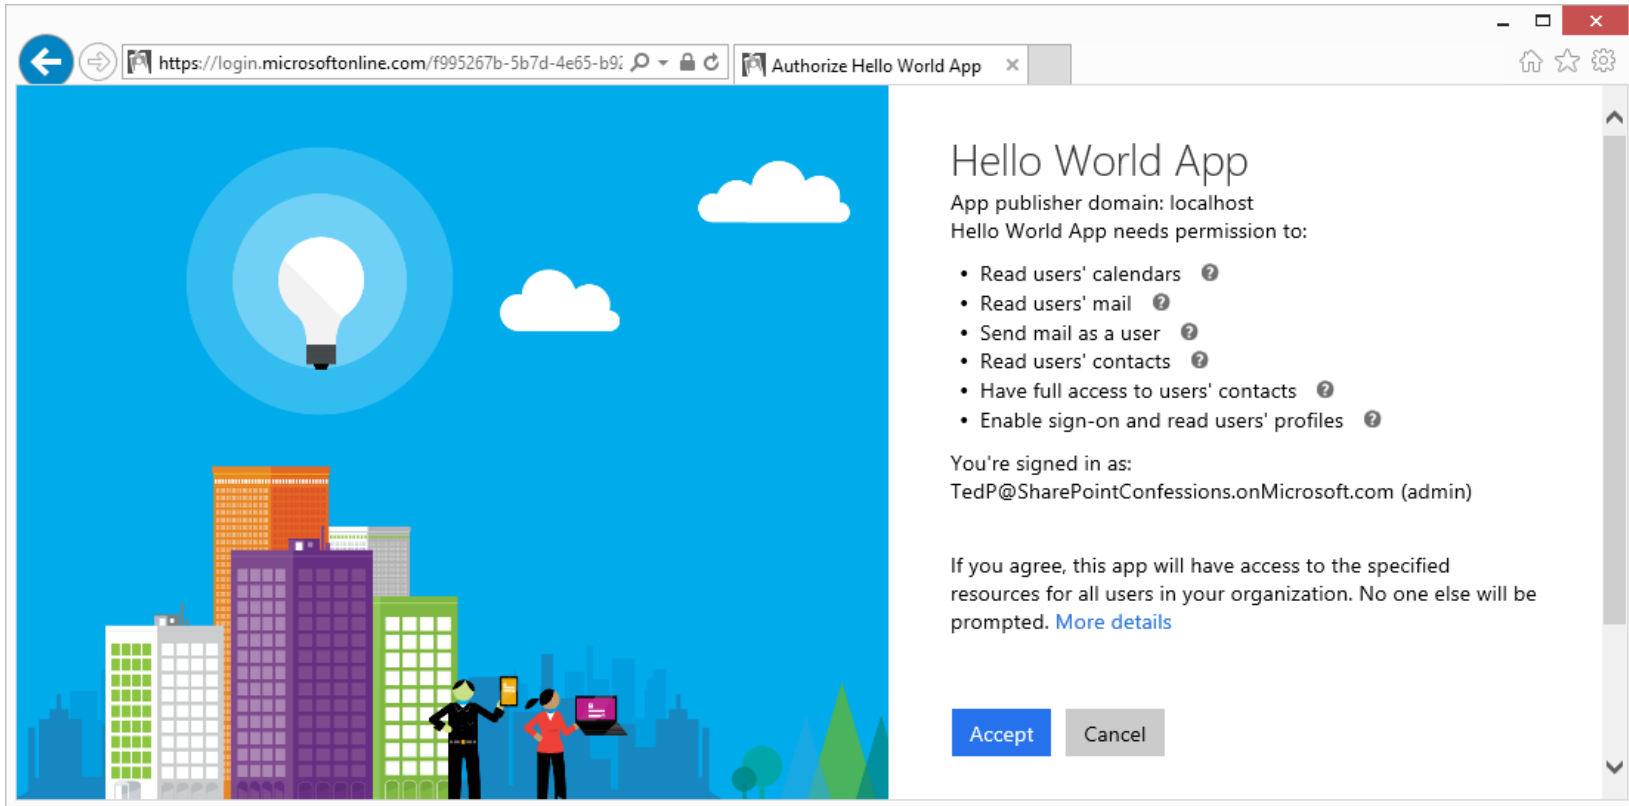 https://login.microsoftonline.com/f995267b-5b7d-4e65-b92
Authorize Hello World App
Hello World App
App publisher domain: localhost
Hello World App needs permission to:
• Read users' calendars
• Read users' mail
• Send mail as a user
• Read users' contacts
• Have full access to users' contacts
• Enable sign-on and read users' profiles
You're signed in as:
TedP@SharePointConfessions.onMicrosoft.com (admin)
If you agree, this app will have access to the specified
resources for all users in your organization. No one else will be
prompted. More details
Accept
Cancel